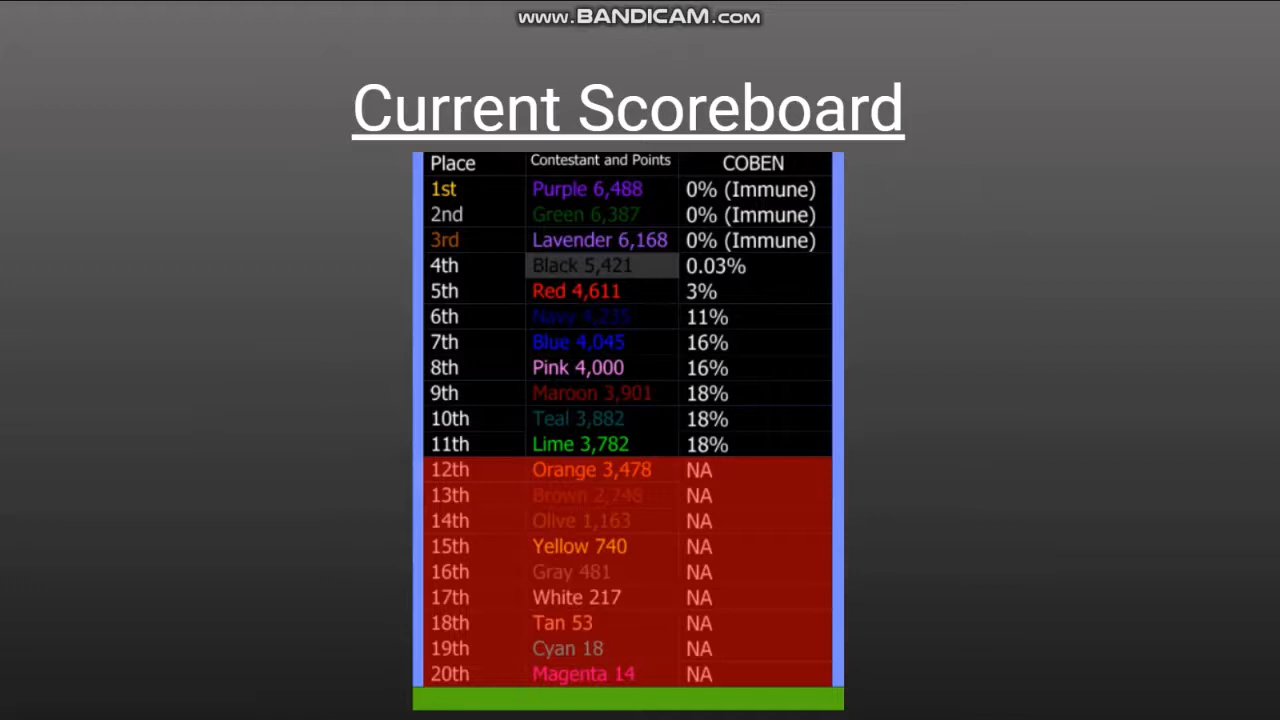 www.BANDICAM.com
Current Scoreboard
Place Contestant and Points COBEN
1st Purple 6,488 0% (Immune)
2nd Green 6,387 0% (Immune)
3rd Lavender 6,168 0% (Immune)
4th Black 5,421 0.03%
5th Red 4,611 3%
6th Navy 4,235 11%
7th Blue 4,045 16%
8th Pink 4,000 16%
9th Maroon 3,901 18%
10th Teal 3,882 18%
11th Lime 3,782 18%
12th Orange 3,478 NA
13th Brown 2,748 NA
14th Olive 1,163 NA
15th Yellow 740 NA
16th Gray 481 NA
17th White 217 NA
18th Tan 53 NA
19th Cyan 18 NA
20th Magenta 14 NA